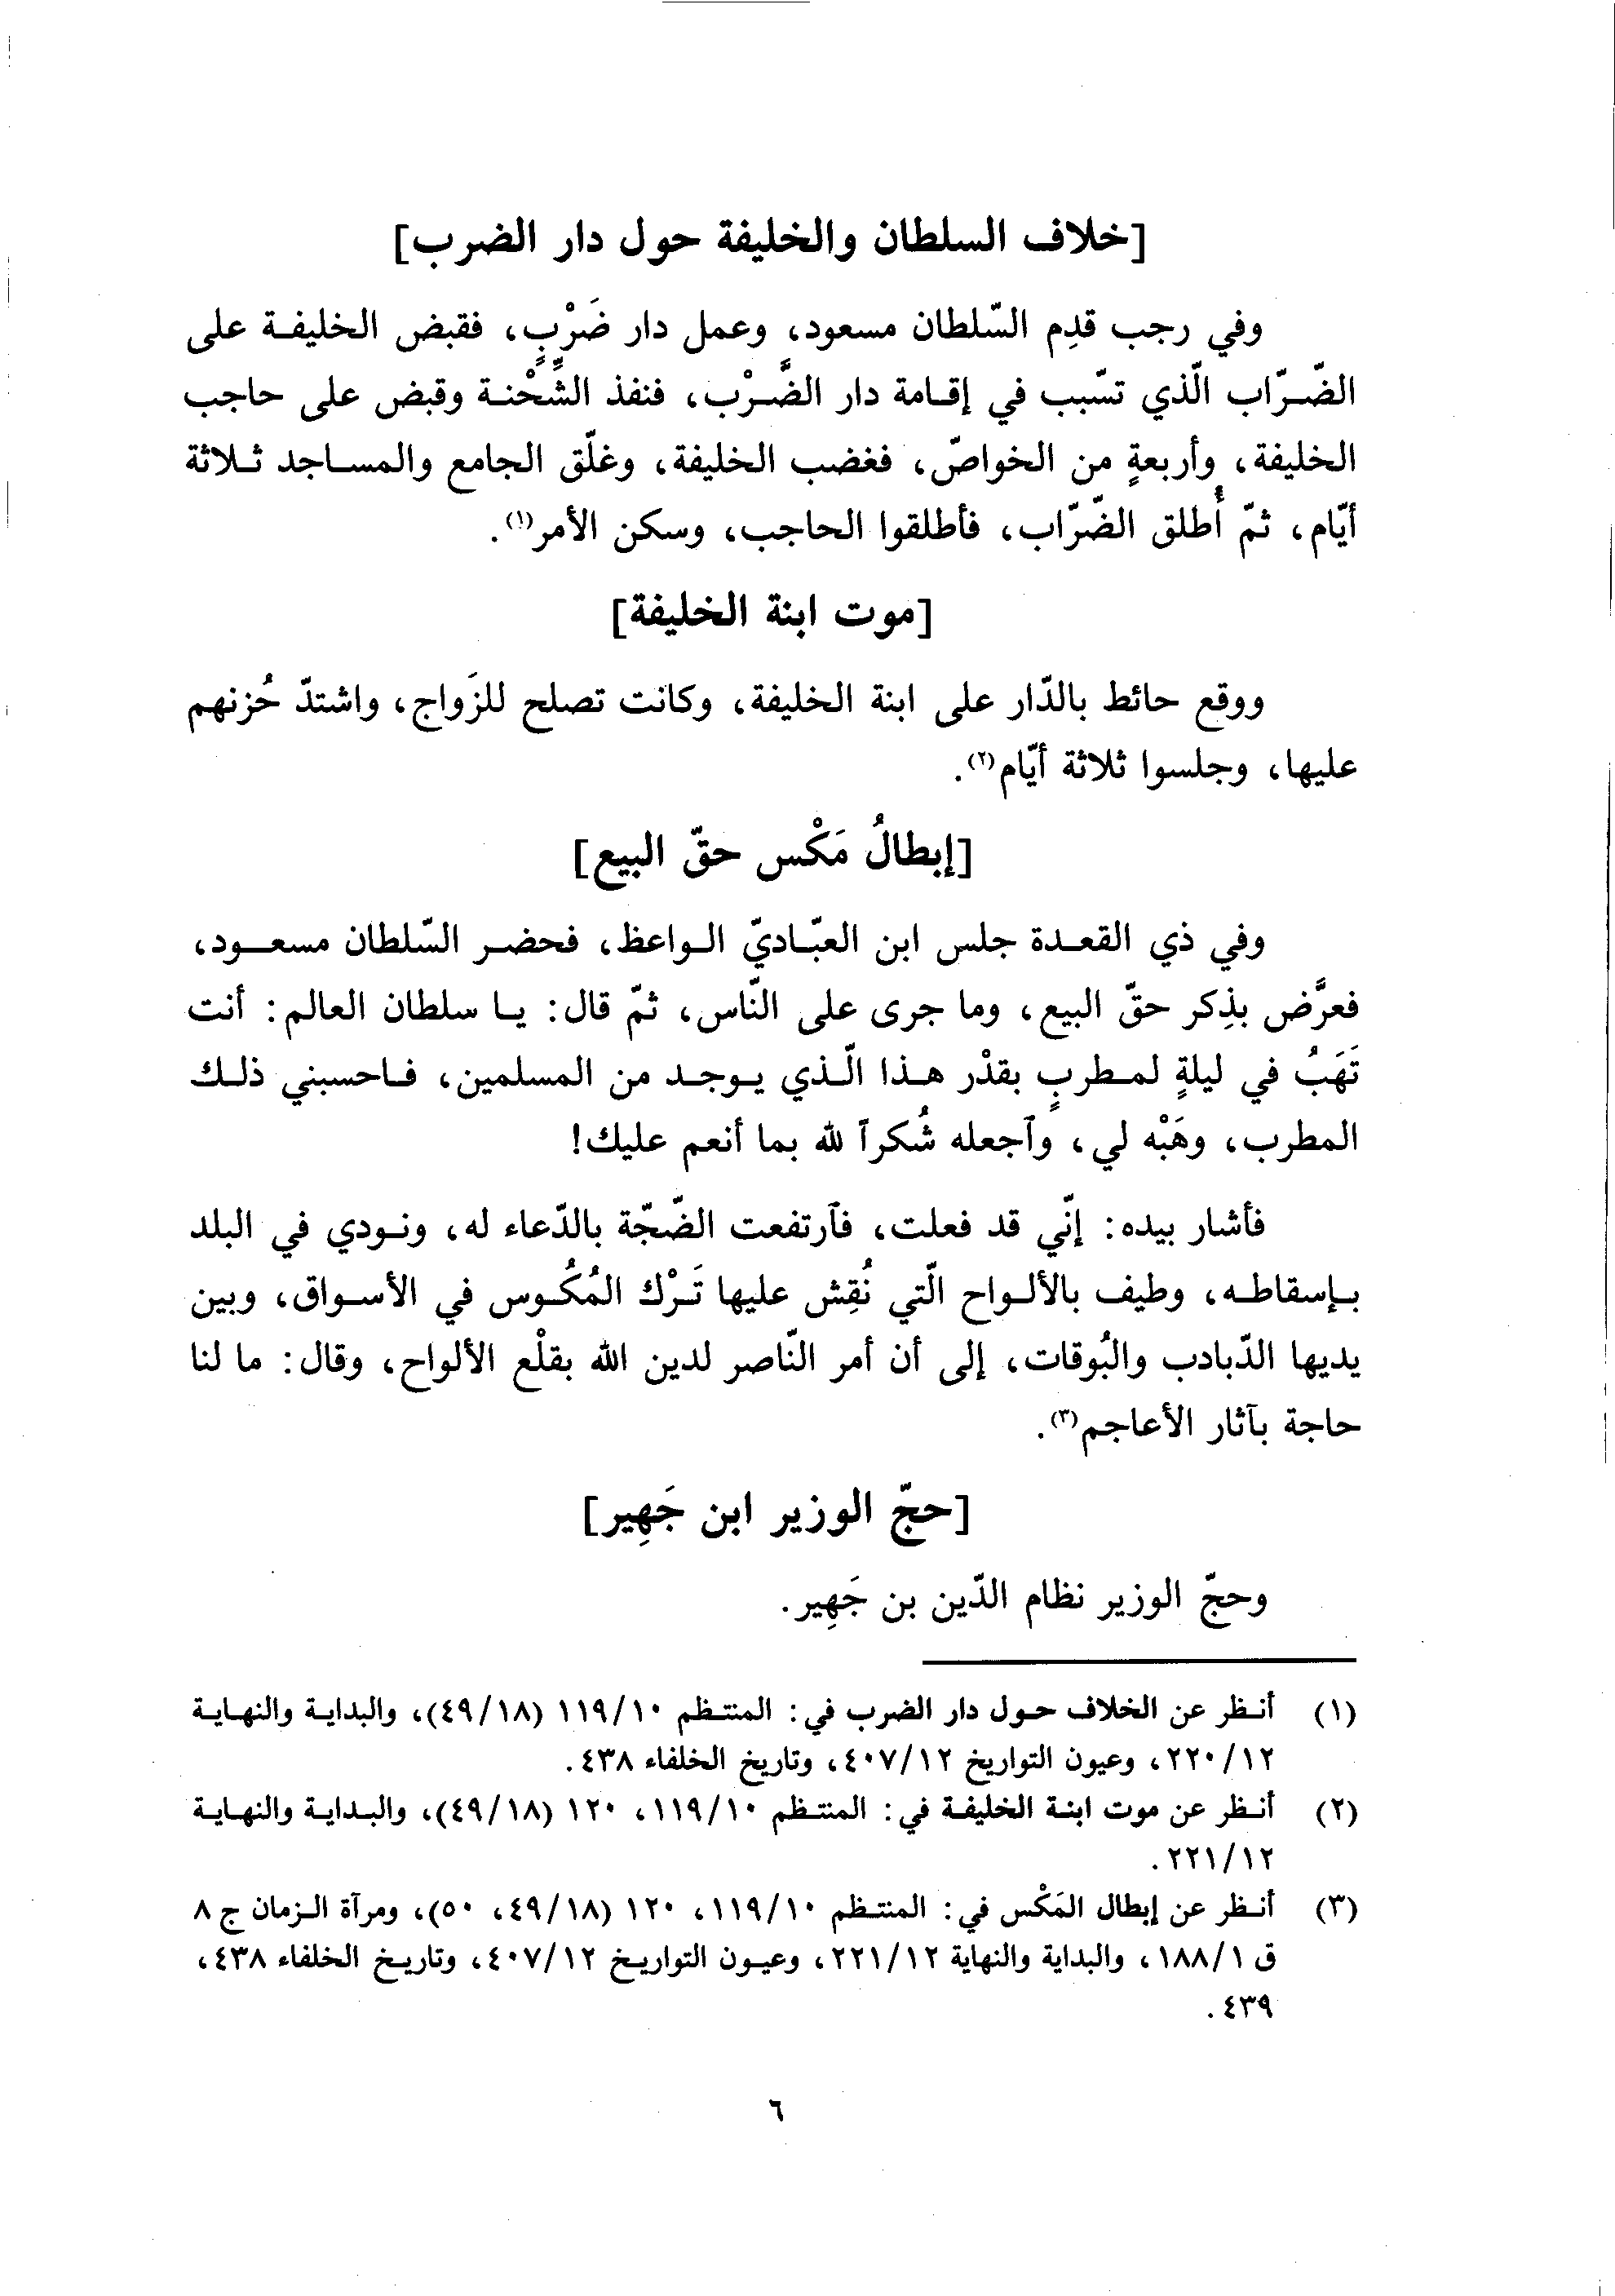 [خلاف السلطان والخليفة حول دار الضرب]
وفي رجب قدِم السّلطان مسعود، وعمل دار ضَرْبٍ، فقبض الخليفة على
الضّرّاب الّذي تسّبب في إقامة دار الضَّرْب، فنفذ الشِّحْنة وقبض على حاجب
الخليفة، وأربعةٍ من الخواصّ، فغضب الخليفة، وغلّق الجامع والمساجد ثلاثة
أيّام، ثمّ أُطلق الضّرّاب، فأطلقوا الحاجب، وسكن الأمر(١).
[موت ابنة الخليفة]
ووقع حائط بالدّار على ابنة الخليفة، وكانت تصلح للزَواج، واشتدّ حُزنهم
عليها، وجلسوا ثلاثة أيّام(٢).
[إبطالُ مَكْس حقّ البيع]
وفي ذي القعدة جلس ابن العبّاديّ الواعظ، فحضر السّلطان مسعود،
فعرَّض بذِكر حقّ البيع، وما جرى على النّاس، ثمّ قال: يا سلطان العالم: أنت
تَهَبُ في ليلةٍ لمطربٍ بقدْر هذا الّذي يوجد من المسلمين، فاحسبني ذلك
المطرب، وهَبْه لي، وآجعله شُكراً لله بما أنعم عليك!
فأشار بيده: إنّي قد فعلت، فآرتفعت الضّجّة بالدّعاء له، ونودي في البلد
بإسقاطه، وطيف بالألواح الّتي نُقِش عليها تَرْك المُكُوس في الأسواق، وبين
يديها الدّبادب والبُوقات، إلى أن أمر النّاصر لدين الله بقلْع الألواح، وقال: ما لنا
حاجة بآثار الأعاجم(٣).
[حجّ الوزير ابن جَهِير]
وحجّ الوزير نظام الدّين بن جَهِير.
(١) أنظر عن الخلاف حول دار الضرب في: المنتظم ١١٩/١٠ (٤٩/١٨)، والبداية والنهاية
٢٢٠/١٢، وعيون التواريخ ٤٠٧/١٢، وتاريخ الخلفاء ٤٣٨.
(٢) أنظر عن موت ابنة الخليفة في: المنتظم ١١٩/١٠، ١٢٠ (٤٩/١٨)، والبداية والنهاية
٢٢١/١٢.
(٣) أنظر عن إبطال المَكْس في: المنتظم ١١٩/١٠، ١٢٠ (٤٩/١٨، ٥٠)، ومرآة الزمان ج ٨
ق ١٨٨/١، والبداية والنهاية ٢٢١/١٢، وعيون التواريخ ٤٠٧/١٢، وتاريخ الخلفاء ٤٣٨،
٤٣٩.
٦